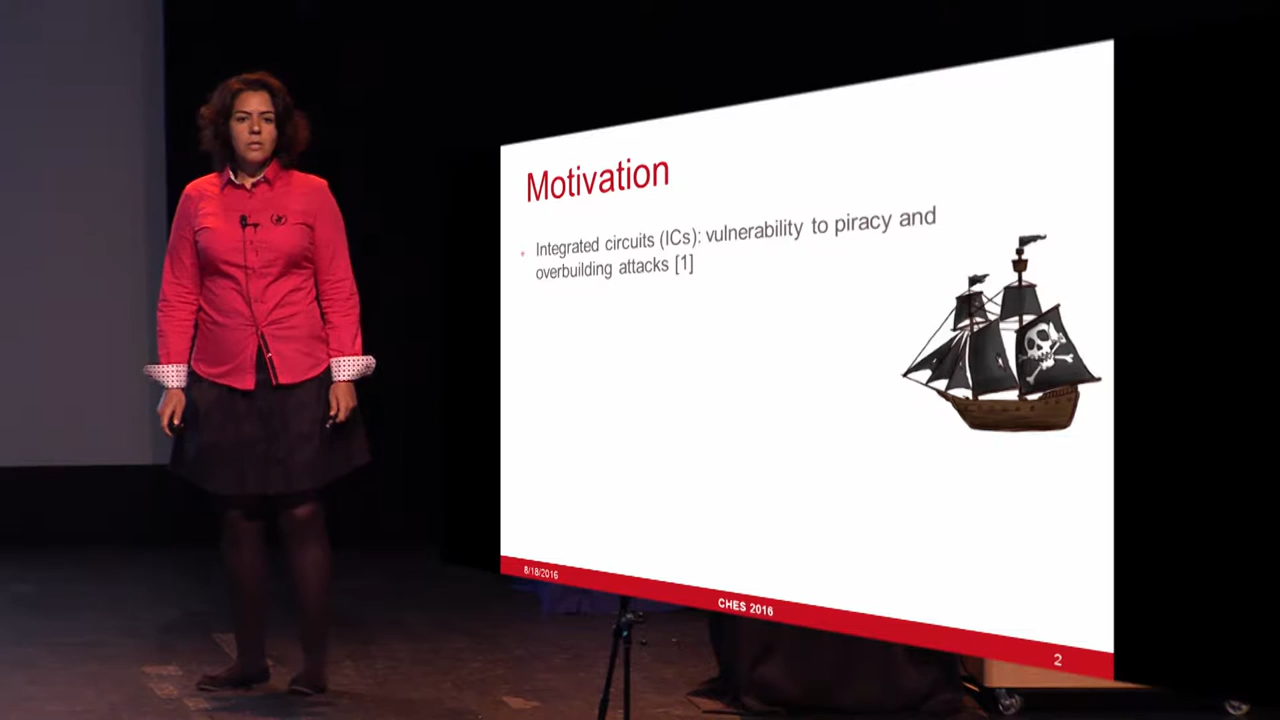 Motivation
• Integrated circuits (ICs): vulnerability to piracy and
overbuilding attacks [1]
8/18/2016
CHES 2016
2